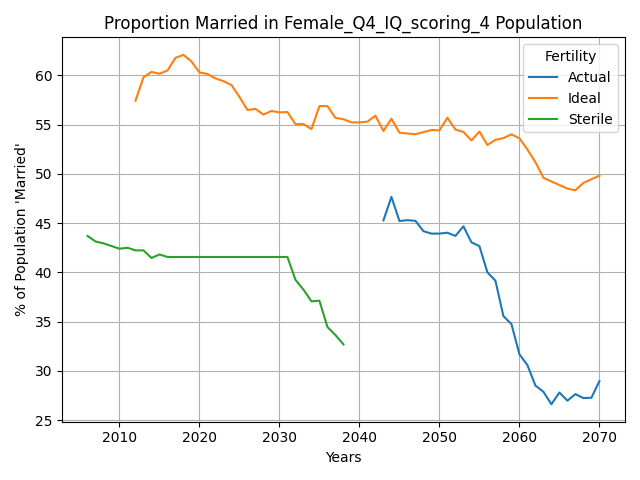 Proportion Married in Female_Q4_IQ_scoring_4 Population
% of Population 'Married'
60
55
50
45
40
35
30
25
Fertility
Actual
Ideal
Sterile
2010 2020 2030 2040 2050 2060 2070
Years